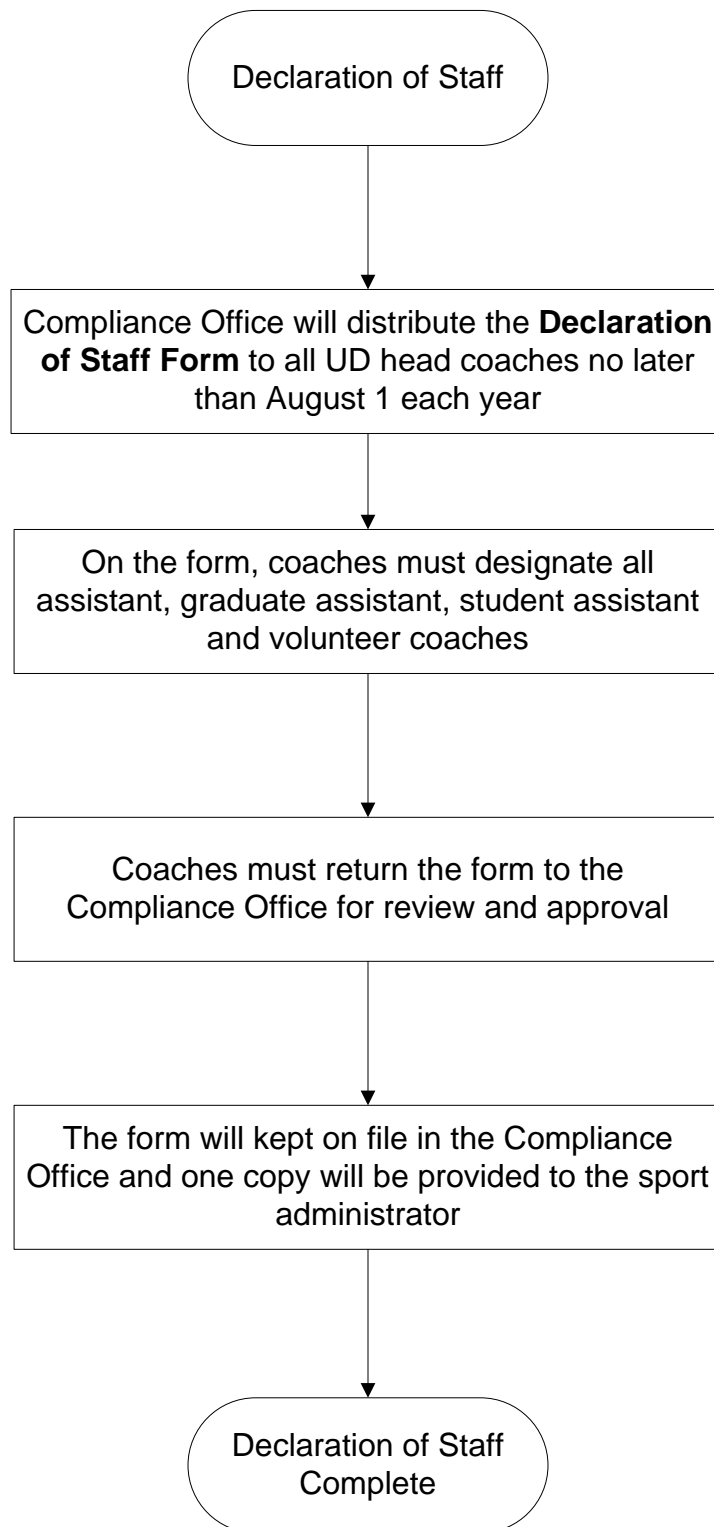 Declaration of Staff
Compliance Office will distribute the Declaration
of Staff Form to all UD head coaches no later
than August 1 each year
On the form, coaches must designate all
assistant, graduate assistant, student assistant
and volunteer coaches
Coaches must return the form to the
Compliance Office for review and approval
The form will kept on file in the Compliance
Office and one copy will be provided to the sport
administrator
Declaration of Staff
Complete